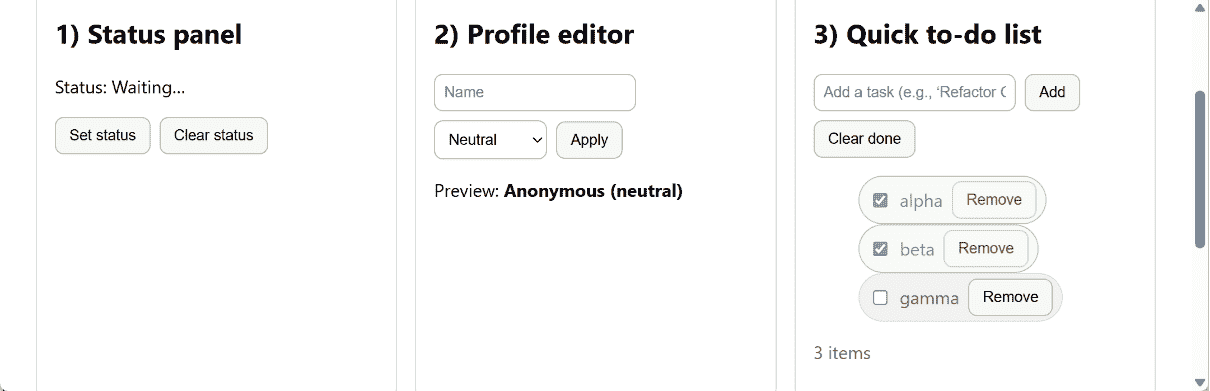 1) Status panel
Status: Waiting...
Set status
Clear status
2) Profile editor
Name
Neutral
Apply
Preview: Anonymous (neutral)
3) Quick to-do list
Add a task (e.g., ‘Refactor
Add
Clear done
alpha
Remove
beta
Remove
gamma
Remove
3 items